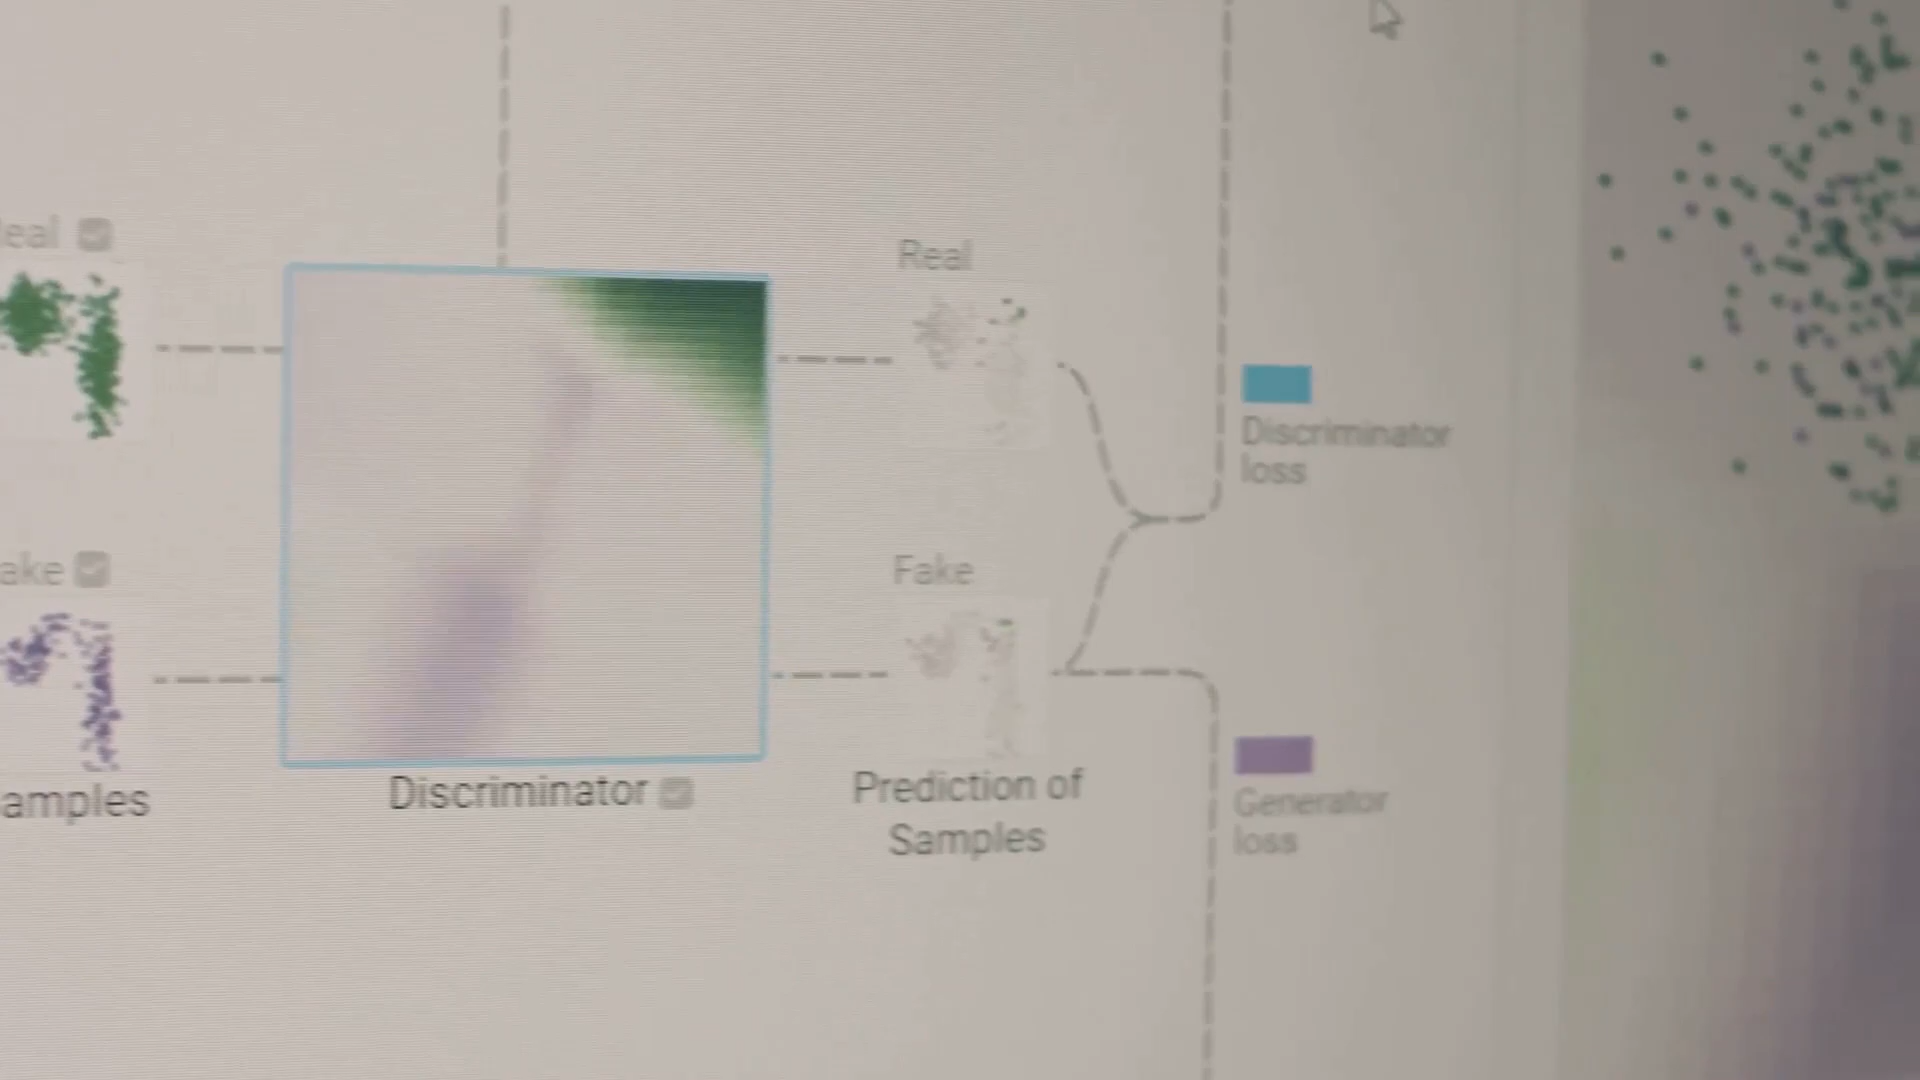 eal
Real
Discriminator
loss
ake
Fake
amples
Discriminator
Prediction of
Samples
Generator
loss